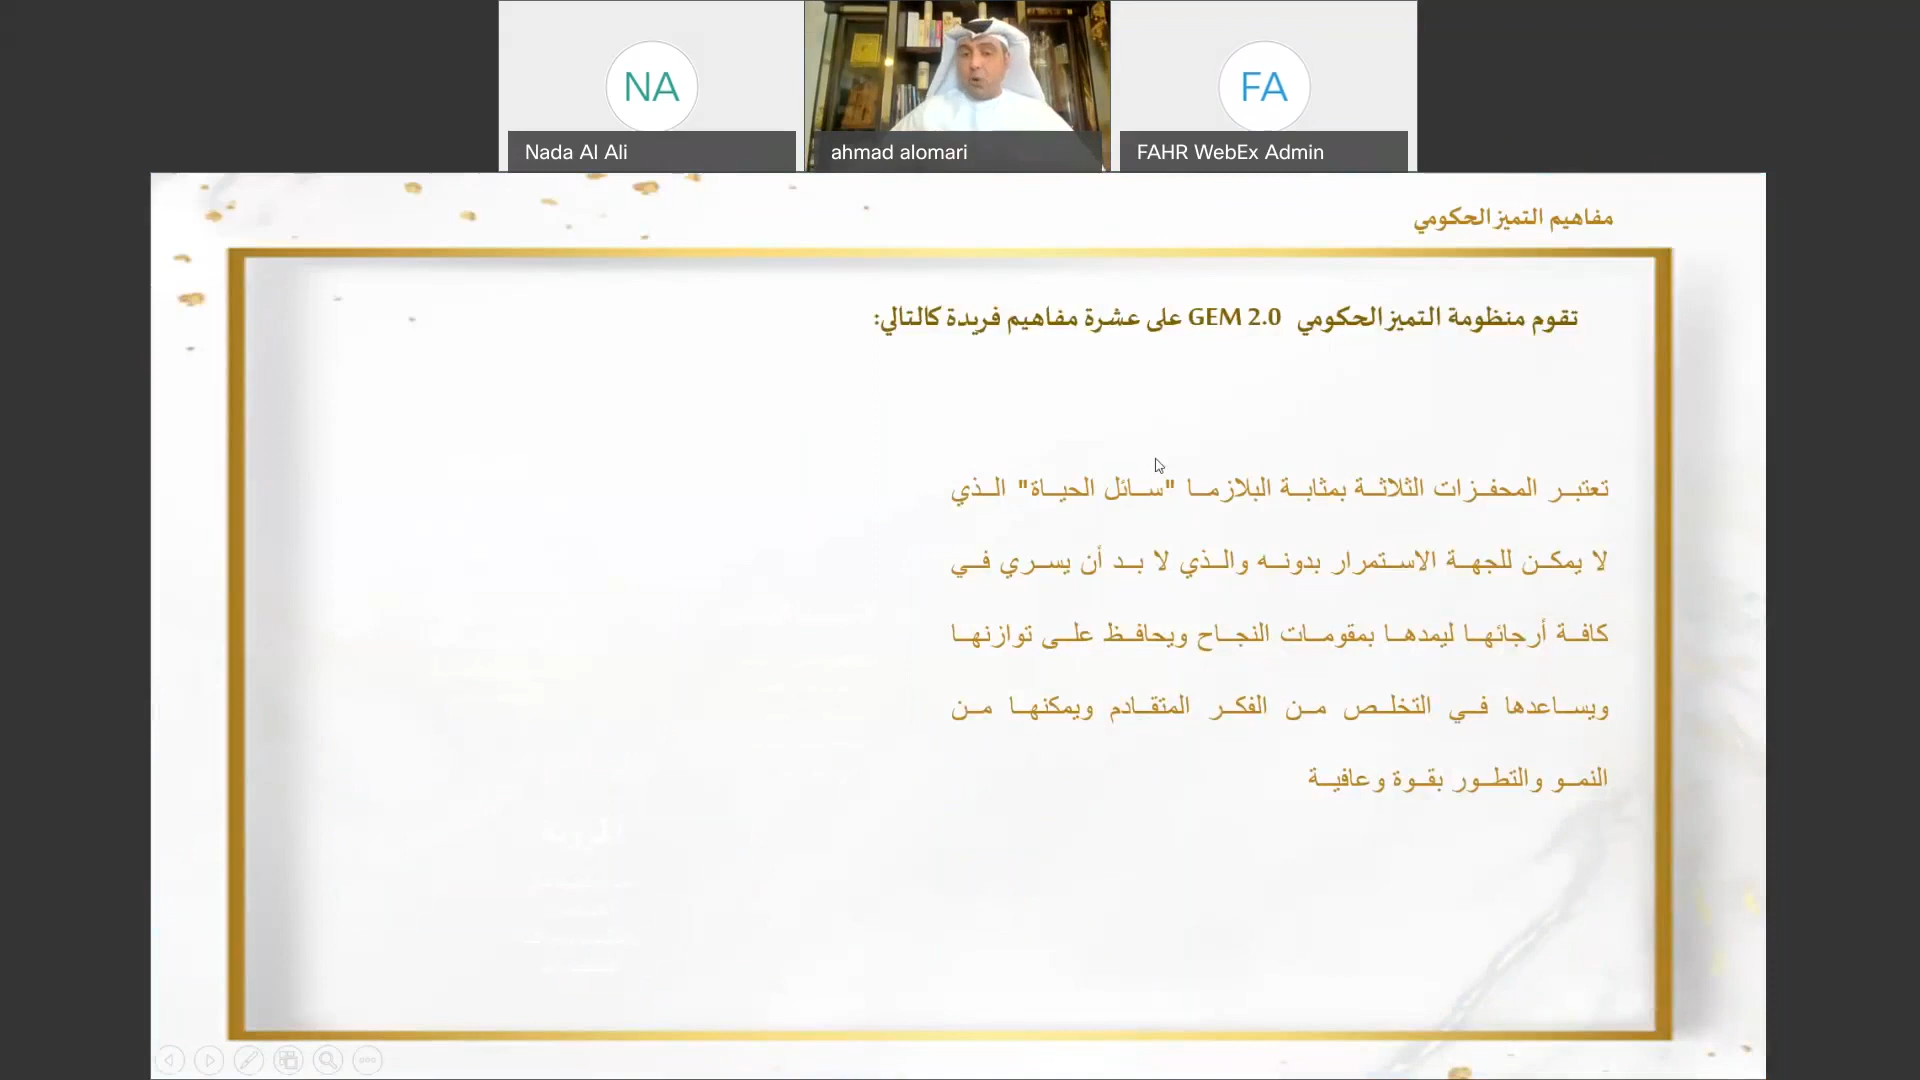 NA
FA
Nada Al Ali
ahmad alomari
FAHR WebEx Admin
مفاهيم التميز الحكومي
تقوم منظومة التميز الحكومي GEM 2.0 على عشرة مفاهيم فريدة كالتالي:
تعتبر المحفزات الثلاثة بمثابة البلازما "سائل الحياة" الذي
لا يمكن للجهة الاستمرار بدونه والذي لا بد أن يسري في
كافة أرجائها ليمدها بمقومات النجاح ويحافظ على توازنها
ويساعدها في التخلص من الفكر المتقادم ويمكنها من
النمو والتطور بقوة وعافية